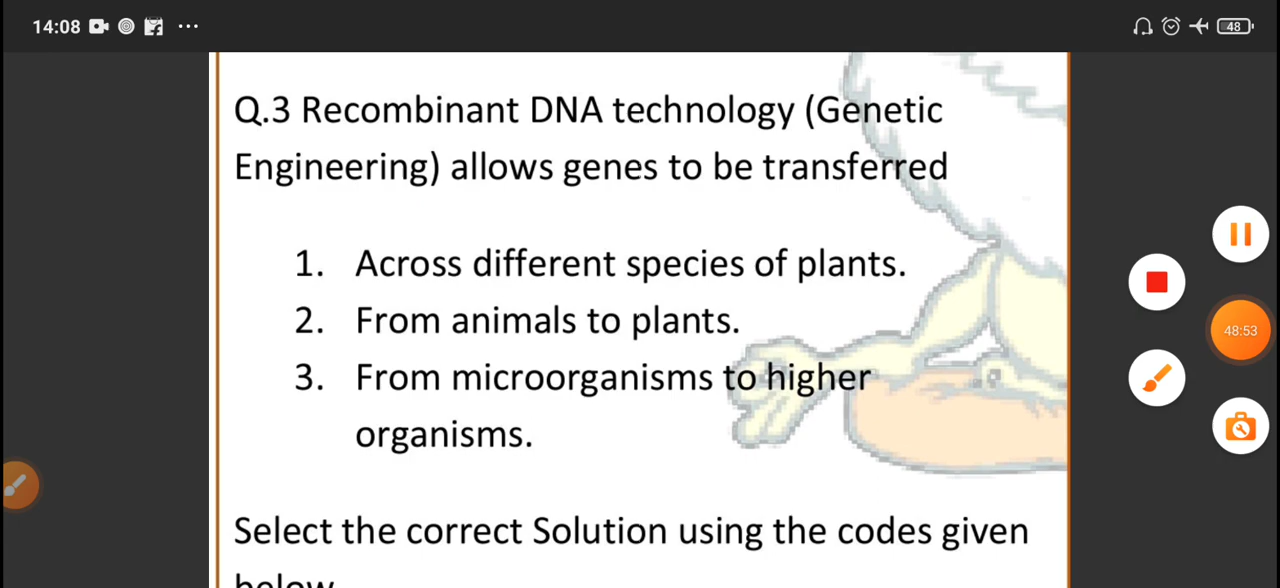 14:08
48
Q.3 Recombinant DNA technology (Genetic
Engineering) allows genes to be transferred
1. Across different species of plants.
2. From animals to plants.
3. From microorganisms to higher
organisms.
48:53
Select the correct Solution using the codes given
below